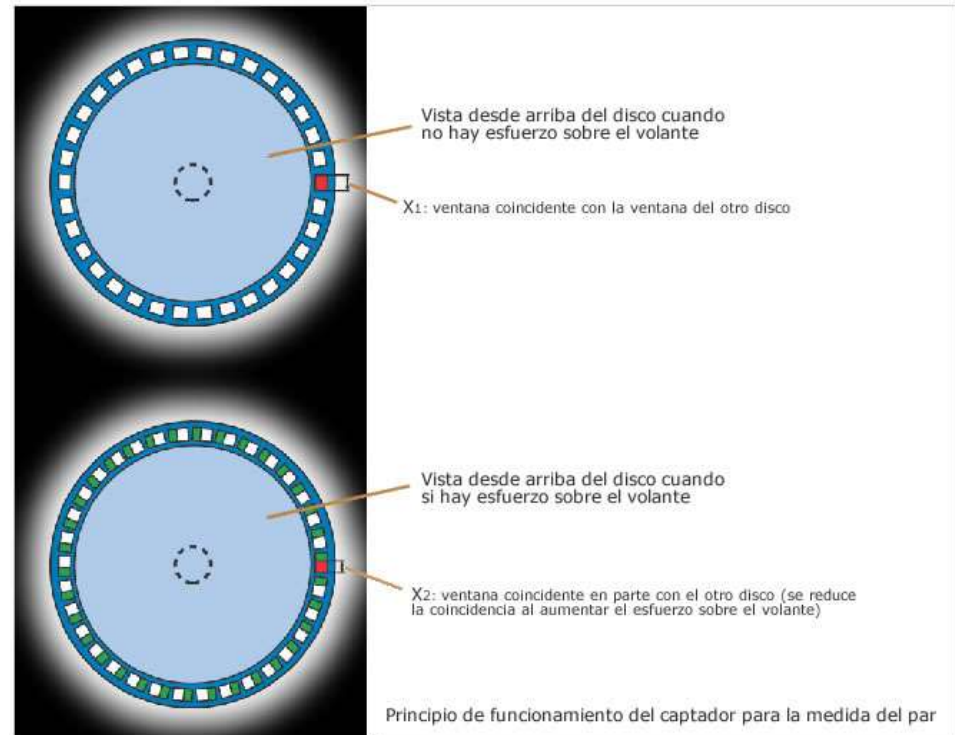 Vista desde arriba del disco cuando
no hay esfuerzo sobre el volante
X1: ventana coincidente con la ventana del otro disco
Vista desde arriba del disco cuando
si hay esfuerzo sobre el volante
X2: ventana coincidente en parte con el otro disco (se reduce
la coincidencia al aumentar el esfuerzo sobre el volante)
Principio de funcionamiento del captador para la medida del par